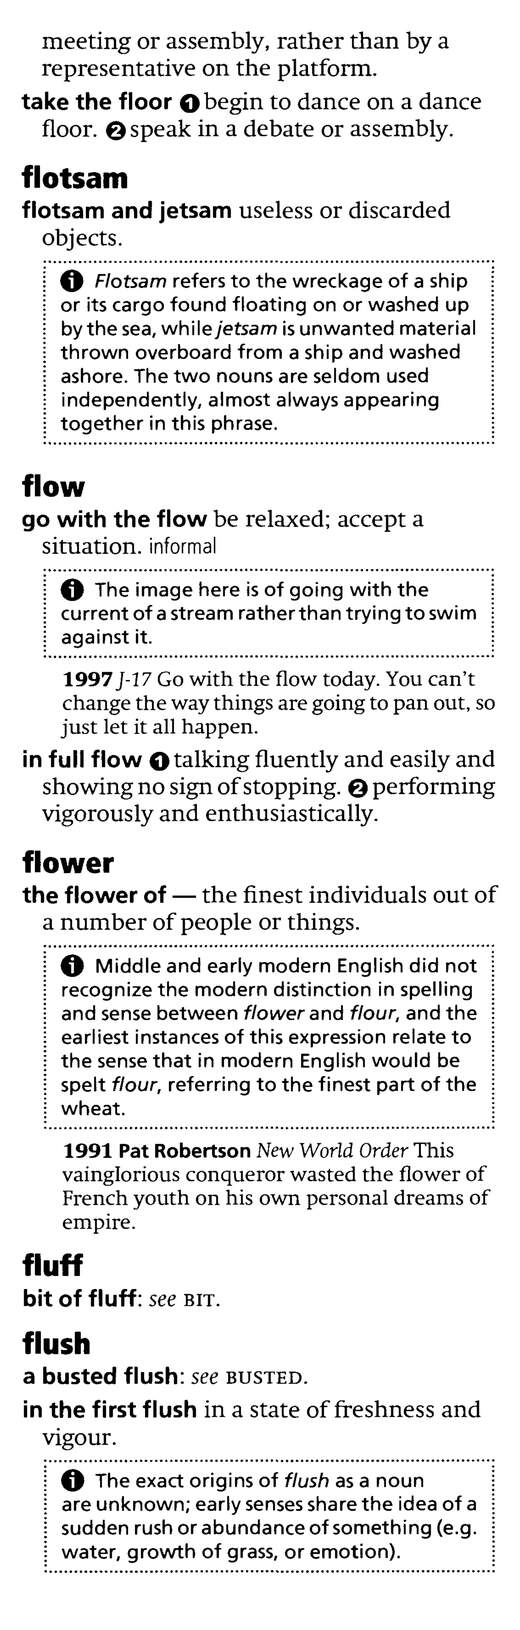 meeting or assembly, rather than by a
representative on the platform.
take the floor ❶ begin to dance on a dance
floor. ❷ speak in a debate or assembly.
flotsam
flotsam and jetsam useless or discarded
objects.
ℹ Flotsam refers to the wreckage of a ship
or its cargo found floating on or washed up
by the sea, while jetsam is unwanted material
thrown overboard from a ship and washed
ashore. The two nouns are seldom used
independently, almost always appearing
together in this phrase.
flow
go with the flow be relaxed; accept a
situation. informal
ℹ The image here is of going with the
current of a stream rather than trying to swim
against it.
1997 J-17 Go with the flow today. You can't
change the way things are going to pan out, so
just let it all happen.
in full flow ❶ talking fluently and easily and
showing no sign of stopping. ❷ performing
vigorously and enthusiastically.
flower
the flower of — the finest individuals out of
a number of people or things.
ℹ Middle and early modern English did not
recognize the modern distinction in spelling
and sense between flower and flour, and the
earliest instances of this expression relate to
the sense that in modern English would be
spelt flour, referring to the finest part of the
wheat.
1991 Pat Robertson New World Order This
vainglorious conqueror wasted the flower of
French youth on his own personal dreams of
empire.
fluff
bit of fluff: see BIT.
flush
a busted flush: see BUSTED.
in the first flush in a state of freshness and
vigour.
ℹ The exact origins of flush as a noun
are unknown; early senses share the idea of a
sudden rush or abundance of something (e.g.
water, growth of grass, or emotion).